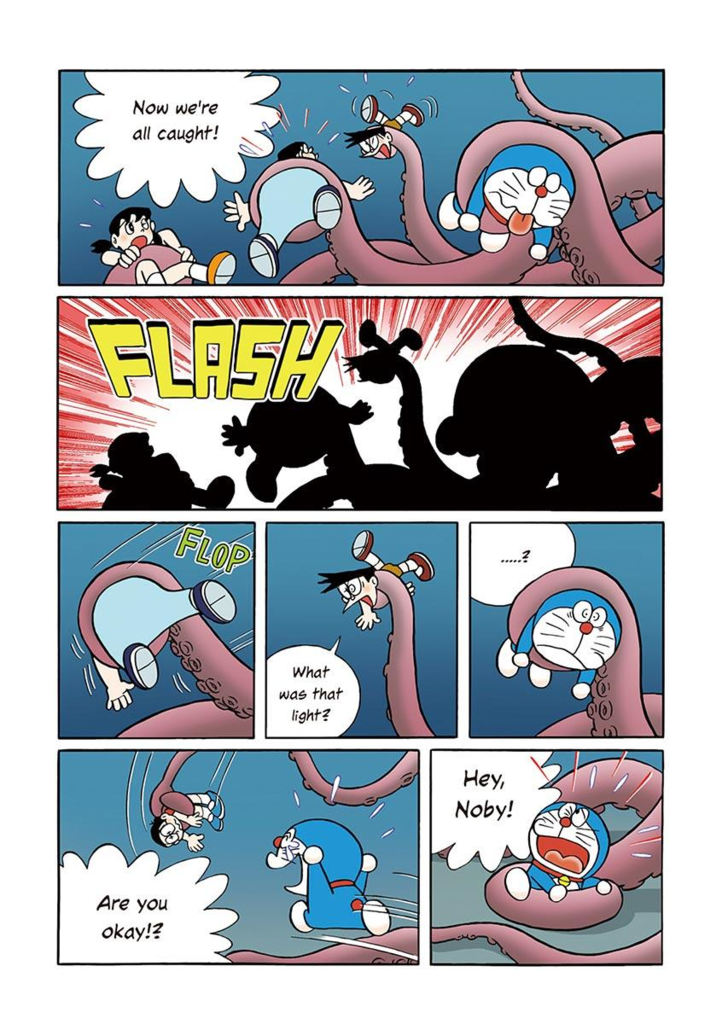 Now we're
all caught!
FLASH
.....?
What
was that
light?
FLOP
Hey,
Noby!
Are you
okay!?